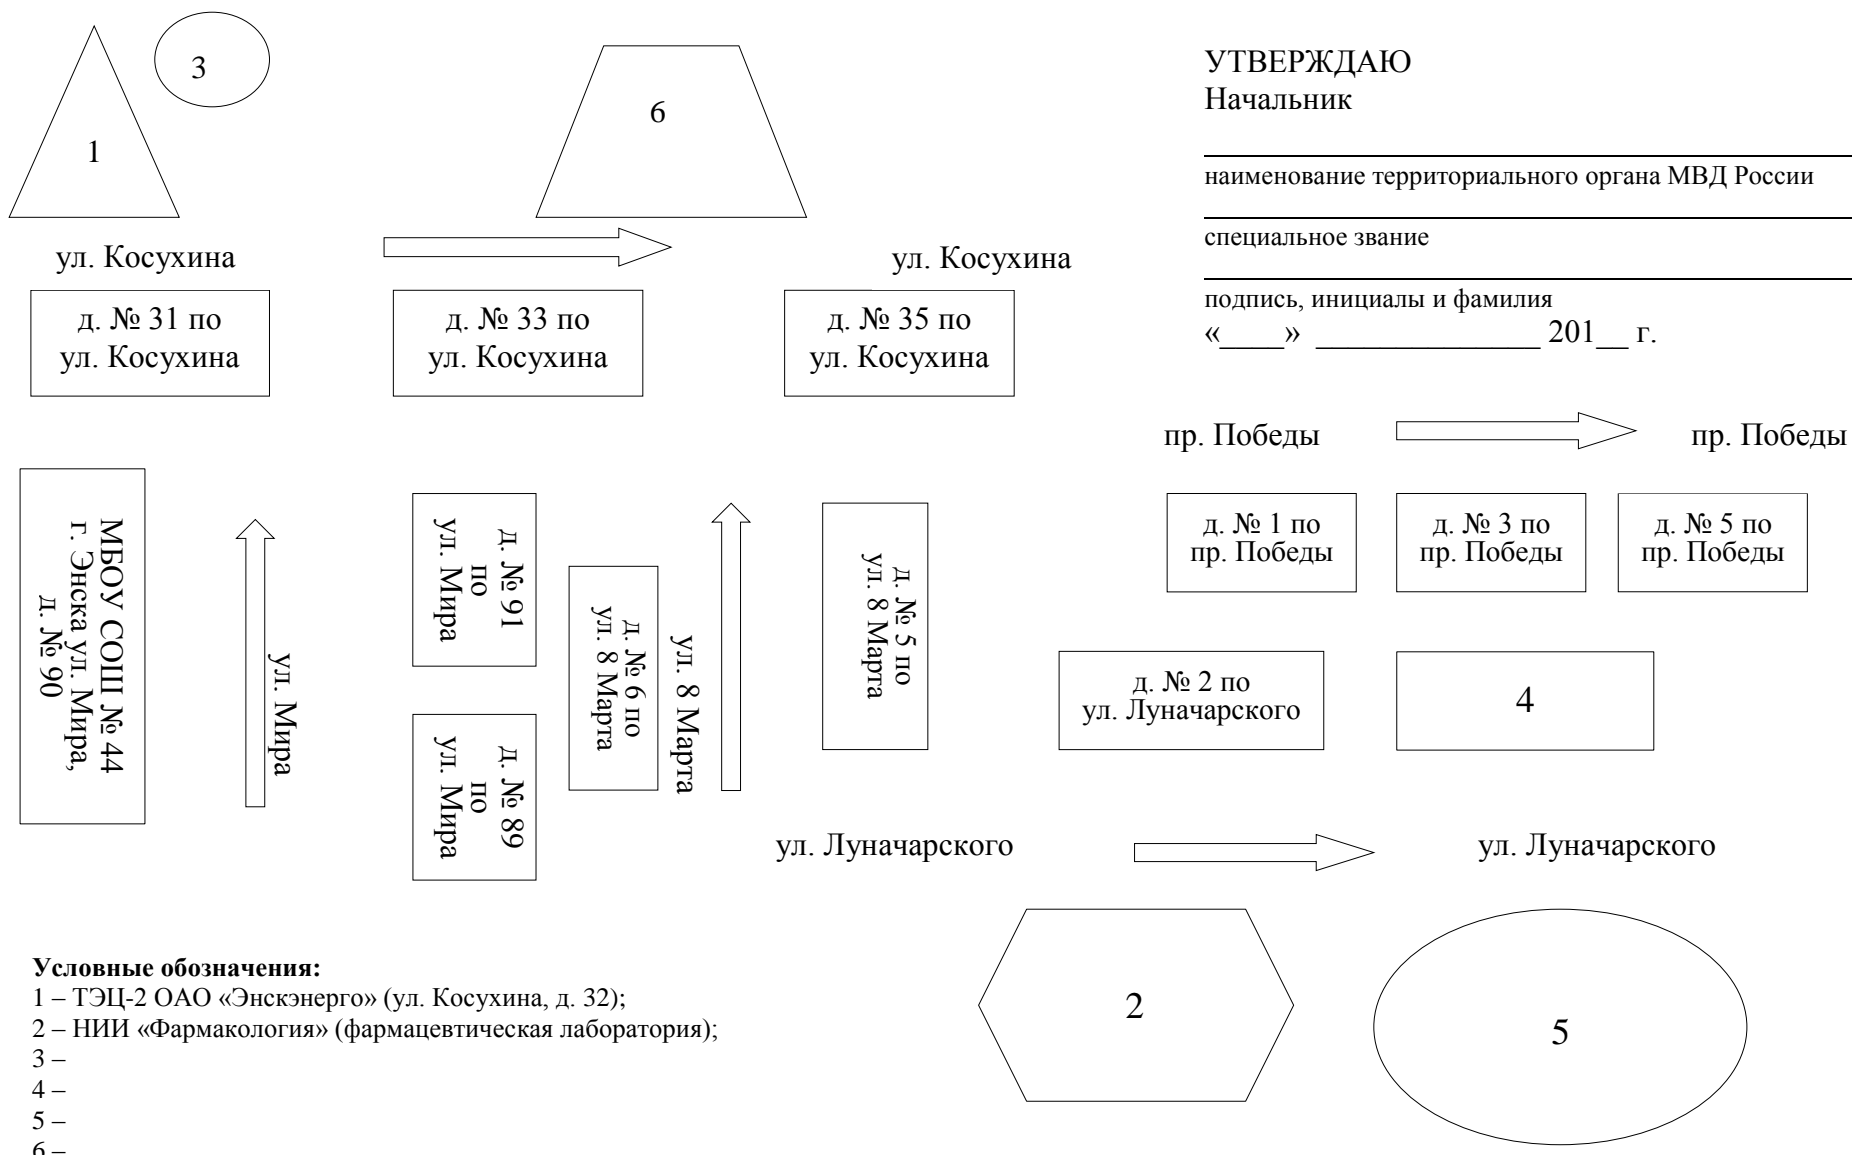 3
6
1
УТВЕРЖДАЮ
Начальник
наименование территориального органа МВД России
специальное звание
подпись, инициалы и фамилия
«____» ______________ 201__ г.
ул. Косухина
ул. Косухина
д. № 31 по
ул. Косухина
д. № 33 по
ул. Косухина
д. № 35 по
ул. Косухина
пр. Победы
пр. Победы
МБОУ СОШ № 44
г. Энска ул. Мира,
д. № 90
ул. Мира
д. № 91
по
ул. Мира
д. № 89
по
ул. Мира
д. № 6 по
ул. 8 Марта
ул. 8 Марта
д. № 5 по
ул. 8 Марта
д. № 1 по
пр. Победы
д. № 3 по
пр. Победы
д. № 5 по
пр. Победы
д. № 2 по
ул. Луначарского
4
ул. Луначарского
ул. Луначарского
2
5
Условные обозначения:
1 – ТЭЦ-2 ОАО «Энскэнерго» (ул. Косухина, д. 32);
2 – НИИ «Фармакология» (фармацевтическая лаборатория);
3 –
4 –
5 –
6 –